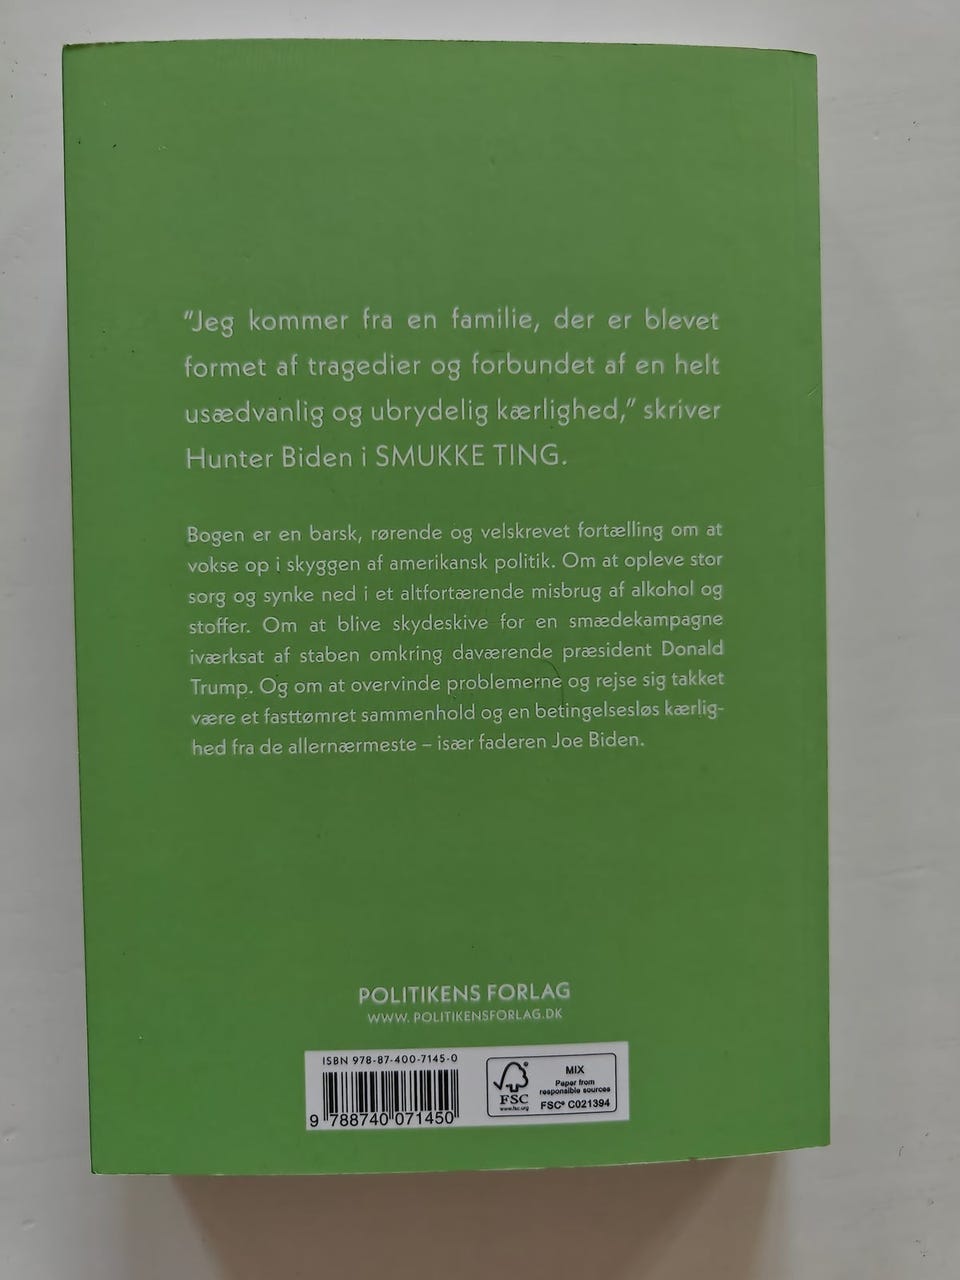 "Jeg kommer fra en familie, der er blevet
formet af tragedier og forbundet af en helt
usædvanlig og ubrydelig kærlighed," skriver
Hunter Biden i SMUKKE TING.
Bogen er en barsk, rørende og velskrevet fortælling om at
vokse op i skyggen af amerikansk politik. Om at opleve stor
sorg og synke ned i et altfortærende misbrug af alkohol og
stoffer. Om at blive skydeskive for en smædekampagne
iværksat af staben omkring daværende præsident Donald
Trump. Og om at overvinde problemerne og rejse sig takket
være et fasttømret sammenhold og en betingelsesløs kærlig-
hed fra de allernærmeste – især faderen Joe Biden.
POLITIKENS FORLAG
WWW. POLITIKENSFORLAG.DK
ISBN 978-87-400-7145-0
9 788740 071450
FSC
www.fsc.org
MIX
Paper from
responsible sources
FSC® C021394